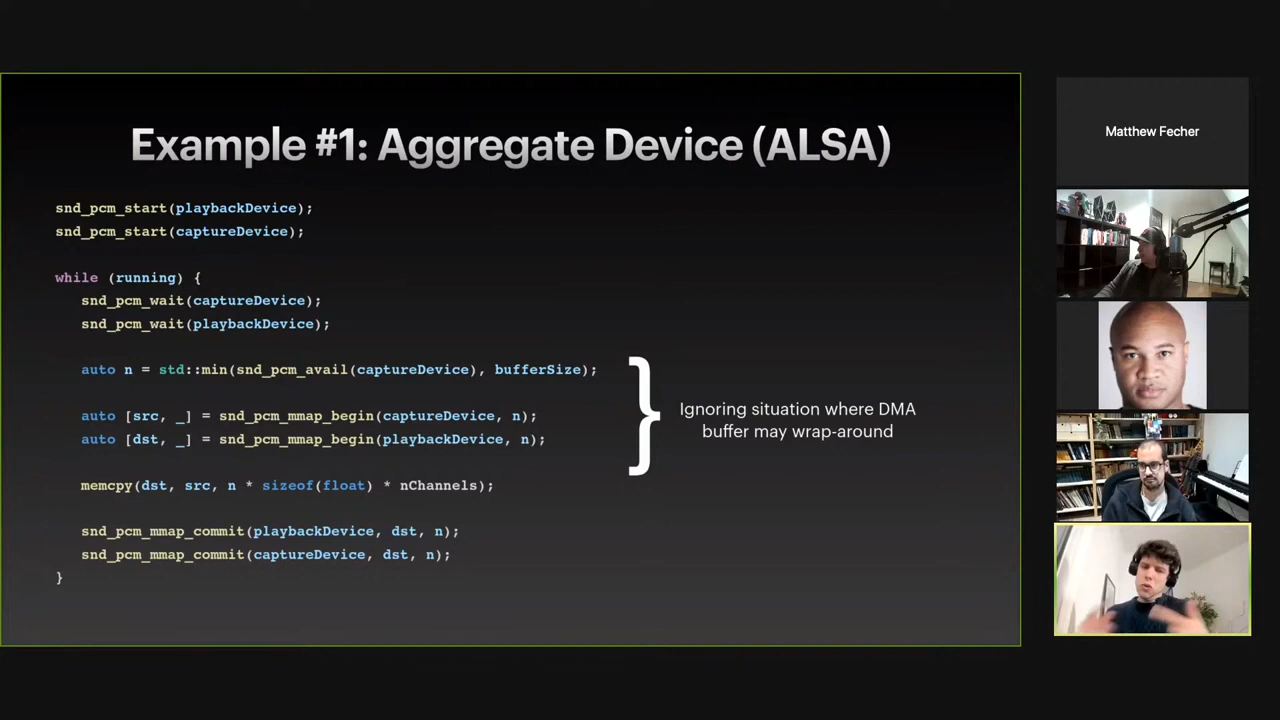 Example #1: Aggregate Device (ALSA)
snd_pcm_start(playbackDevice);
snd_pcm_start(captureDevice);
while (running) {
snd_pcm_wait(captureDevice);
snd_pcm_wait(playbackDevice);
auto n = std::min(snd_pcm_avail(captureDevice), bufferSize);
auto [src, _] = snd_pcm_mmap_begin(captureDevice, n);
auto [dst, _] = snd_pcm_mmap_begin(playbackDevice, n);
memcpy(dst, src, n * sizeof(float) * nChannels);
snd_pcm_mmap_commit(playbackDevice, dst, n);
snd_pcm_mmap_commit(captureDevice, dst, n);
}
}
Ignoring situation where DMA
buffer may wrap-around
Matthew Fecher